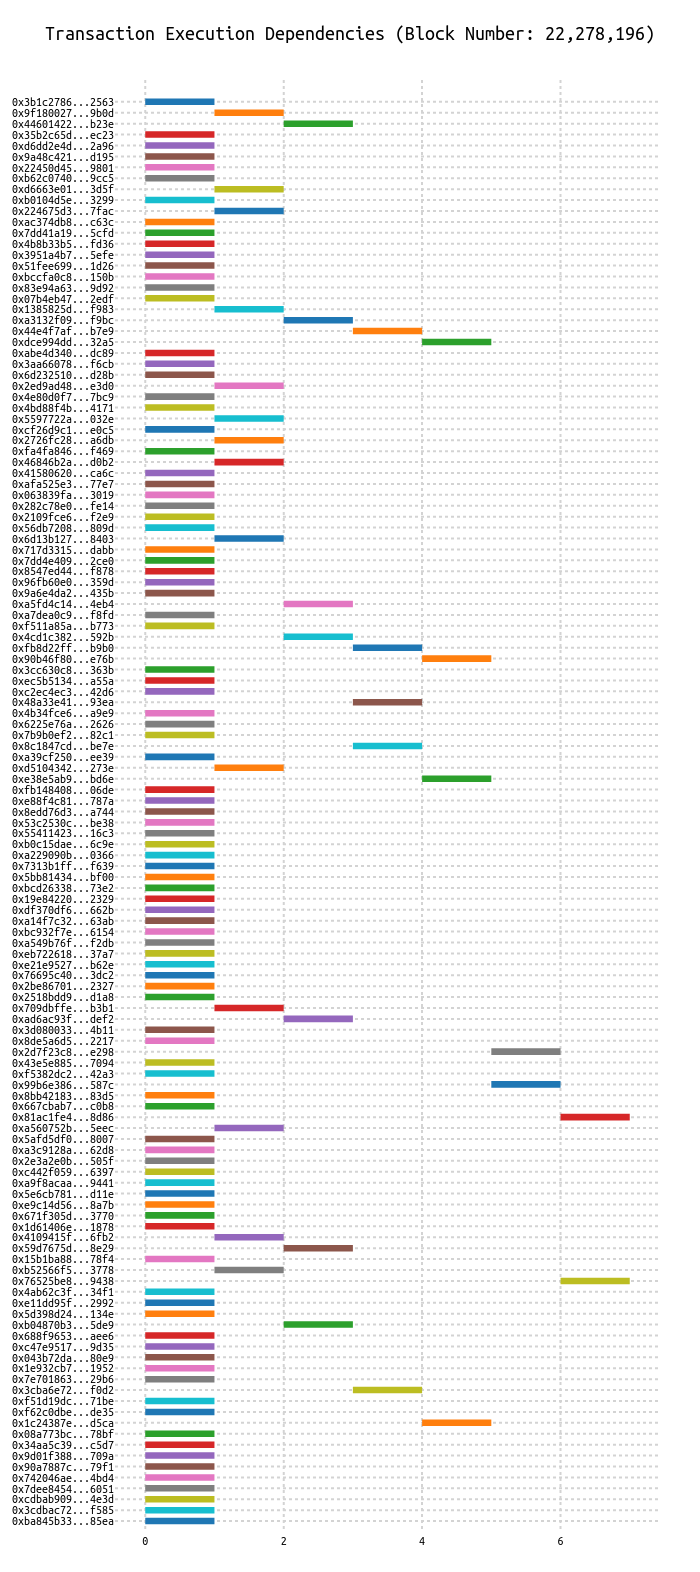 Transaction Execution Dependencies (Block Number: 22,278,196)
0x3b1c2786...2563
0x9f180027...9b0d
0x44601422...b23e
0x35b2c65d...ec23
0xd6dd2e4d...2a96
0x9a48c421...d195
0x22450d45...9801
0xb62c0740...9cc5
0xd6663e01...3d5f
0xb0104d5e...3299
0x224675d3...7fac
0xac374db8...c63c
0x7dd41a19...5cfd
0x4b8b33b5...fd36
0x3951a4b7...5efe
0x51fee699...1d26
0xbccfa0c8...150b
0x83e94a63...9d92
0x07b4eb47...2edf
0x1385825d...f983
0xa3132f09...f9bc
0x44e4f7af...b7e9
0xdce994dd...32a5
0xabe4d340...dc89
0x3aa66078...f6cb
0x6d232510...d28b
0x2ed9ad48...e3d0
0x4e80d0f7...7bc9
0x4bd88f4b...4171
0x5597722a...032e
0xcf26d9c1...e0c5
0x2726fc28...a6db
0xfa4fa846...f469
0x46846b2a...d0b2
0x41580620...ca6c
0xafa525e3...77e7
0x063839fa...3019
0x282c78e0...fe14
0x2109fce6...f2e9
0x56db7208...809d
0x6d13b127...8403
0x717d3315...dabb
0x7dd4e409...2ce0
0x8547ed44...f878
0x96fb60e0...359d
0x9a6e4da2...435b
0xa5fd4c14...4eb4
0xa7dea0c9...f8fd
0xf511a85a...b773
0x4cd1c382...592b
0xfb8d22ff...b9b0
0x90b46f80...e76b
0x3cc630c8...363b
0xec5b5134...a55a
0xc2ec4ec3...42d6
0x48a33e41...93ea
0x4b34fce6...a9e9
0x6225e76a...2626
0x7b9b0ef2...82c1
0x8c1847cd...be7e
0xa39cf250...ee39
0xd5104342...273e
0xe38e5ab9...bd6e
0xfb148408...06de
0xe88f4c81...787a
0x8edd76d3...a744
0x53c2530c...be38
0x55411423...16c3
0xb0c15dae...6c9e
0xa229090b...0366
0x7313b1ff...f639
0x5bb81434...bf00
0xbcd26338...73e2
0x19e84220...2329
0xdf370df6...662b
0xa14f7c32...63ab
0xbc932f7e...6154
0xa549b76f...f2db
0xeb722618...37a7
0xe21e9527...b62e
0x76695c40...3dc2
0x2be86701...2327
0x2518bdd9...d1a8
0x709dbffe...b3b1
0xad6ac93f...def2
0x3d080033...4b11
0x8de5a6d5...2217
0x2d7f23c8...e298
0x43e5e885...7094
0xf5382dc2...42a3
0x99b6e386...587c
0x8bb42183...83d5
0x667cbab7...c0b8
0x81ac1fe4...8d86
0xa560752b...5eec
0x5afd5df0...8007
0xa3c9128a...62d8
0x2e3a2e0b...505f
0xc442f059...6397
0xa9f8acaa...9441
0x5e6cb781...d11e
0xe9c14d56...8a7b
0x671f305d...3770
0x1d61406e...1878
0x4109415f...6fb2
0x59d7675d...8e29
0x15b1ba88...78f4
0xb52566f5...3778
0x76525be8...9438
0x4ab62c3f...34f1
0xe11dd95f...2992
0x5d398d24...134e
0xb04870b3...5de9
0x688f9653...aee6
0xc47e9517...9d35
0x043b72da...80e9
0x1e932cb7...1952
0x7e701863...29b6
0x3cba6e72...f0d2
0xf51d19dc...71be
0xf62c0dbe...de35
0x1c24387e...d5ca
0x08a773bc...78bf
0x34aa5c39...c5d7
0x9d01f388...709a
0x90a7887c...79f1
0x742046ae...4bd4
0x7dee8454...6051
0xcdbab909...4e3d
0x3cdbac72...f585
0xba845b33...85ea
0 2 4 6